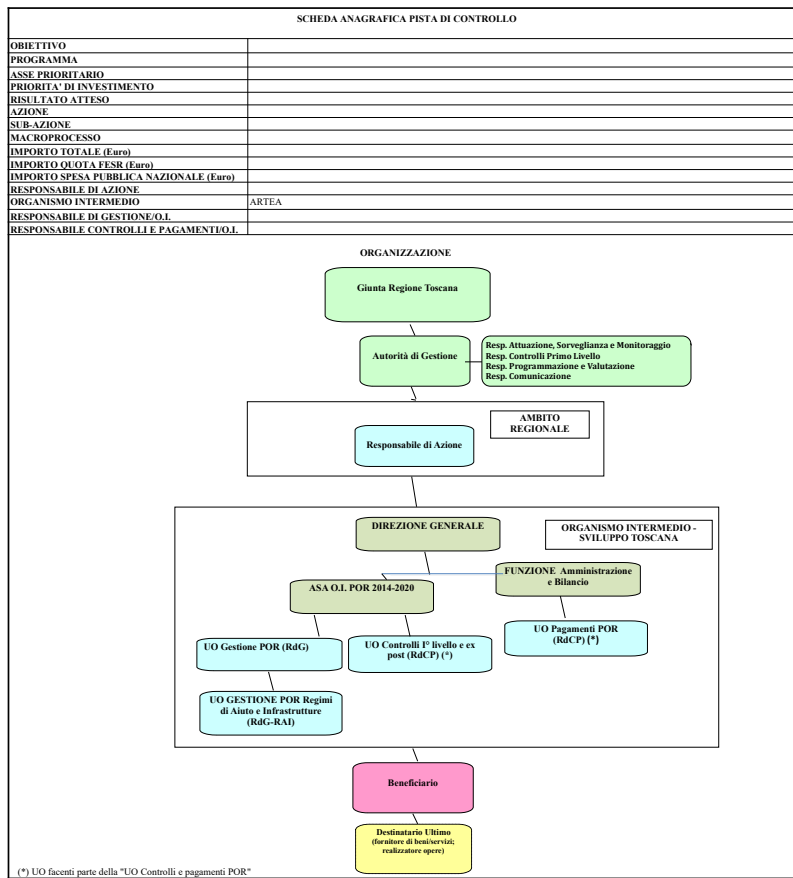 SCHEDA ANAGRAFICA PISTA DI CONTROLLO
OBIETTIVO
PROGRAMMA
ASSE PRIORITARIO
PRIORITA' DI INVESTIMENTO
RISULTATO ATTESO
AZIONE
SUB-AZIONE
MACROPROCESSO
IMPORTO TOTALE (Euro)
IMPORTO QUOTA FESR (Euro)
IMPORTO SPESA PUBBLICA NAZIONALE (Euro)
RESPONSABILE DI AZIONE
ORGANISMO INTERMEDIO ARTEA
RESPONSABILE DI GESTIONE/O.I.
RESPONSABILE CONTROLLI E PAGAMENTI/O.I.
ORGANIZZAZIONE
Giunta Regione Toscana
Autorità di Gestione
Resp. Attuazione, Sorveglianza e Monitoraggio
Resp. Controlli Primo Livello
Resp. Programmazione e Valutazione
Resp. Comunicazione
AMBITO
REGIONALE
Responsabile di Azione
DIREZIONE GENERALE
ORGANISMO INTERMEDIO -
SVILUPPO TOSCANA
FUNZIONE Amministrazione
e Bilancio
ASA O.I. POR 2014-2020
UO Pagamenti POR
(RdCP) (*)
UO Gestione POR (RdG)
UO Controlli I° livello e ex
post (RdCP) (*)
UO GESTIONE POR Regimi
di Aiuto e Infrastrutture
(RdG-RAI)
Beneficiario
Destinatario Ultimo
(fornitore di beni/servizi;
realizzatore opere)
(*) UO facenti parte della "UO Controlli e pagamenti POR"